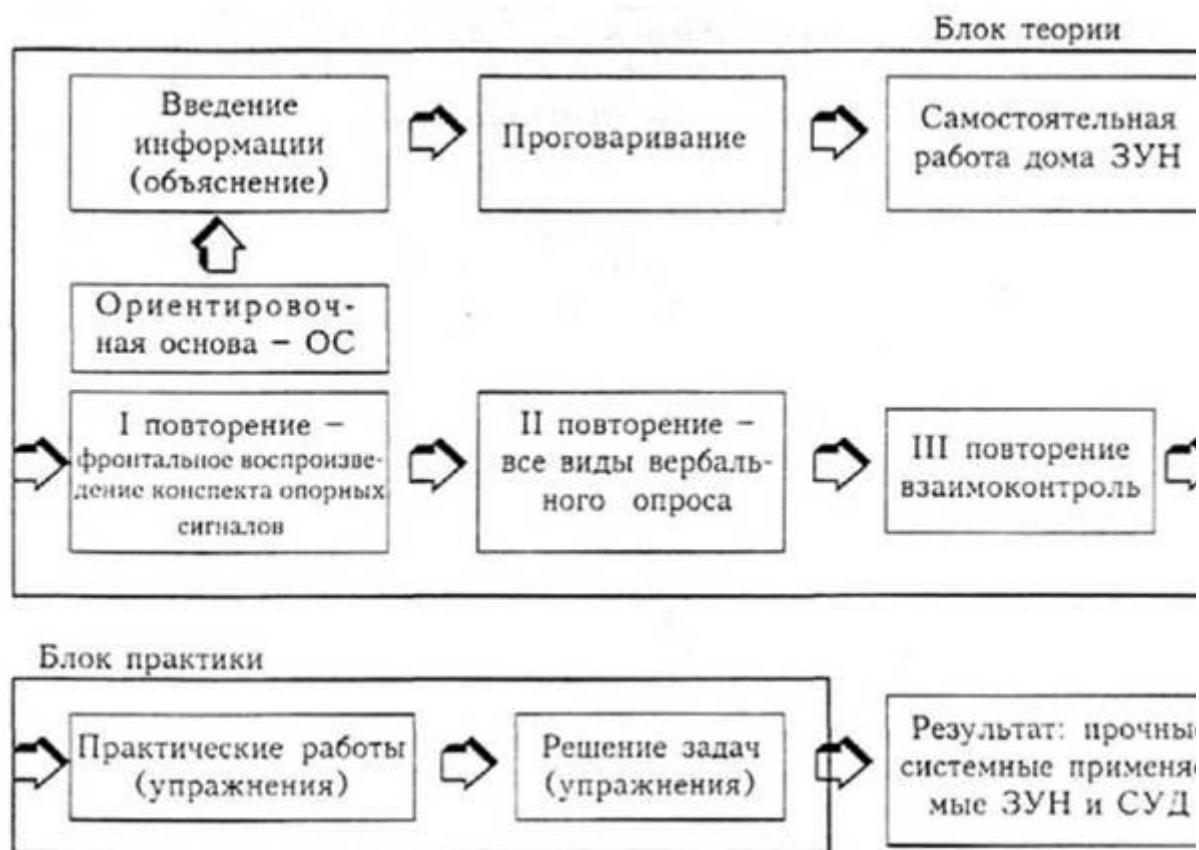 Блок теории
Введение
информации
(объяснение)
Проговаривание
Самостоятельная
работа дома ЗУН
Ориентировоч-
ная основа – ОС
I повторение –
фронтальное воспроизве-
дение конспекта опорных
сигналов
II повторение –
все виды вербаль-
ного опроса
III повторение
взаимоконтроль
Блок практики
Практические работы
(упражнения)
Решение задач
(упражнения)
Результат: прочные
системные применяе
мые ЗУН и СУД